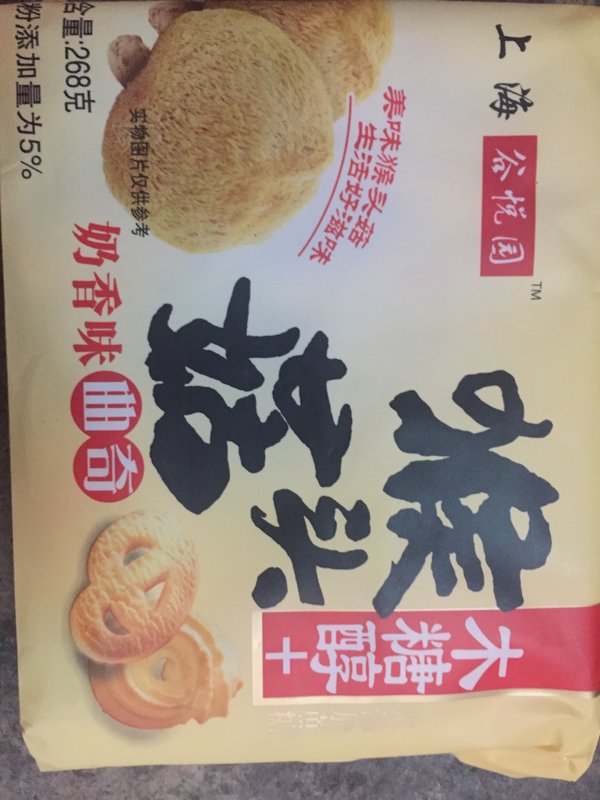 上海
谷悦园
TM
美味猴头菇
生活好滋味
猴头菇
木糖醇+
实物图片仅供参考
奶香味曲奇
含量:268克
粉添加量为5%